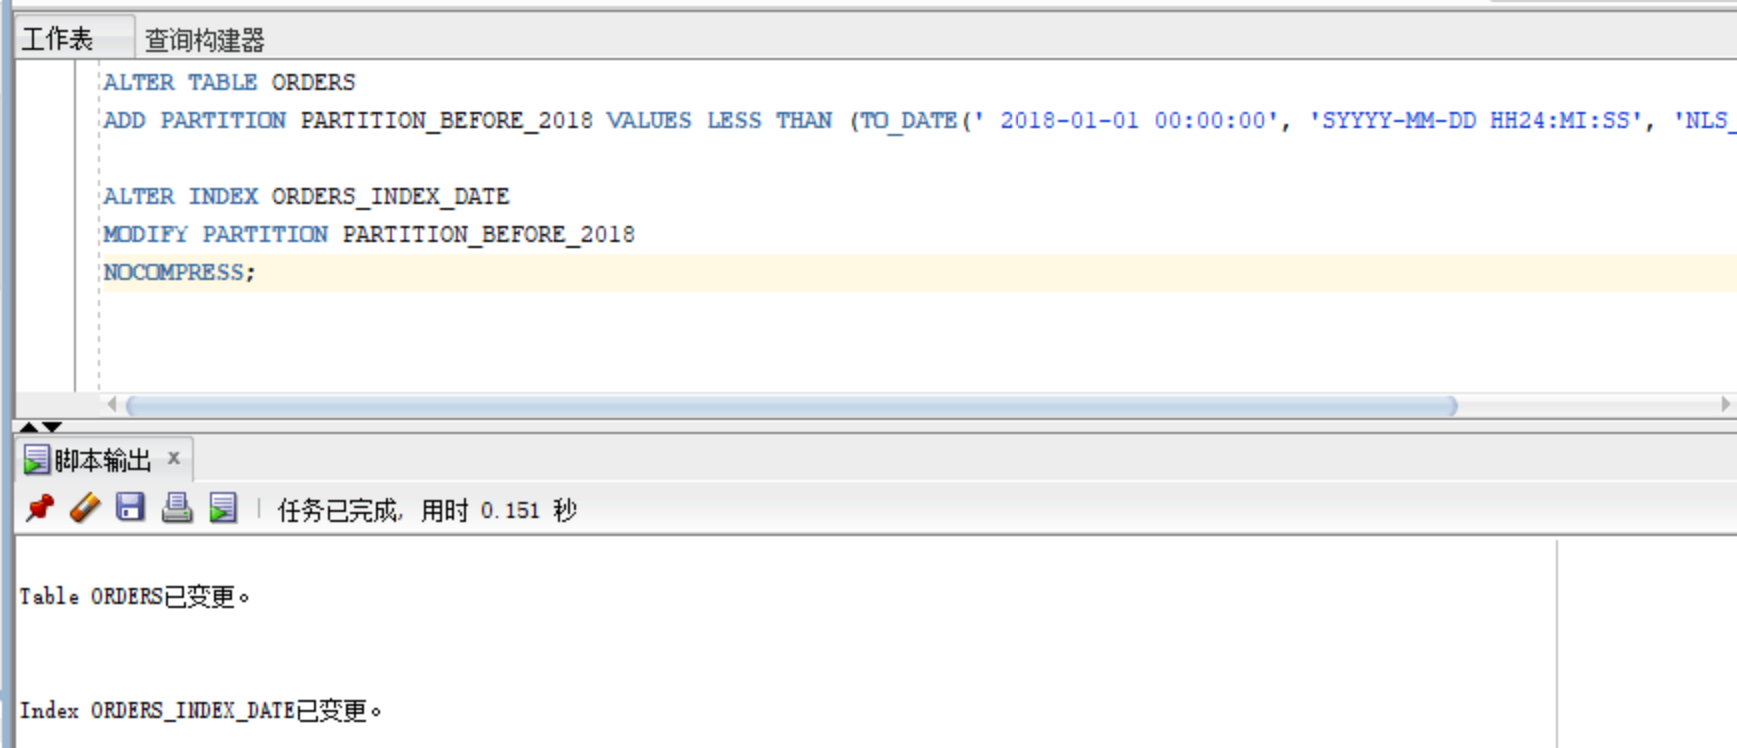 工作表 查询构建器
ALTER TABLE ORDERS
ADD PARTITION PARTITION_BEFORE_2018 VALUES LESS THAN (TO_DATE(' 2018-01-01 00:00:00', 'SYYYY-MM-DD HH24:MI:SS', 'NLS_
ALTER INDEX ORDERS_INDEX_DATE
MODIFY PARTITION PARTITION_BEFORE_2018
NOCOMPRESS;
脚本输出 x
任务已完成, 用时 0.151 秒
Table ORDERS已变更。
Index ORDERS_INDEX_DATE已变更。